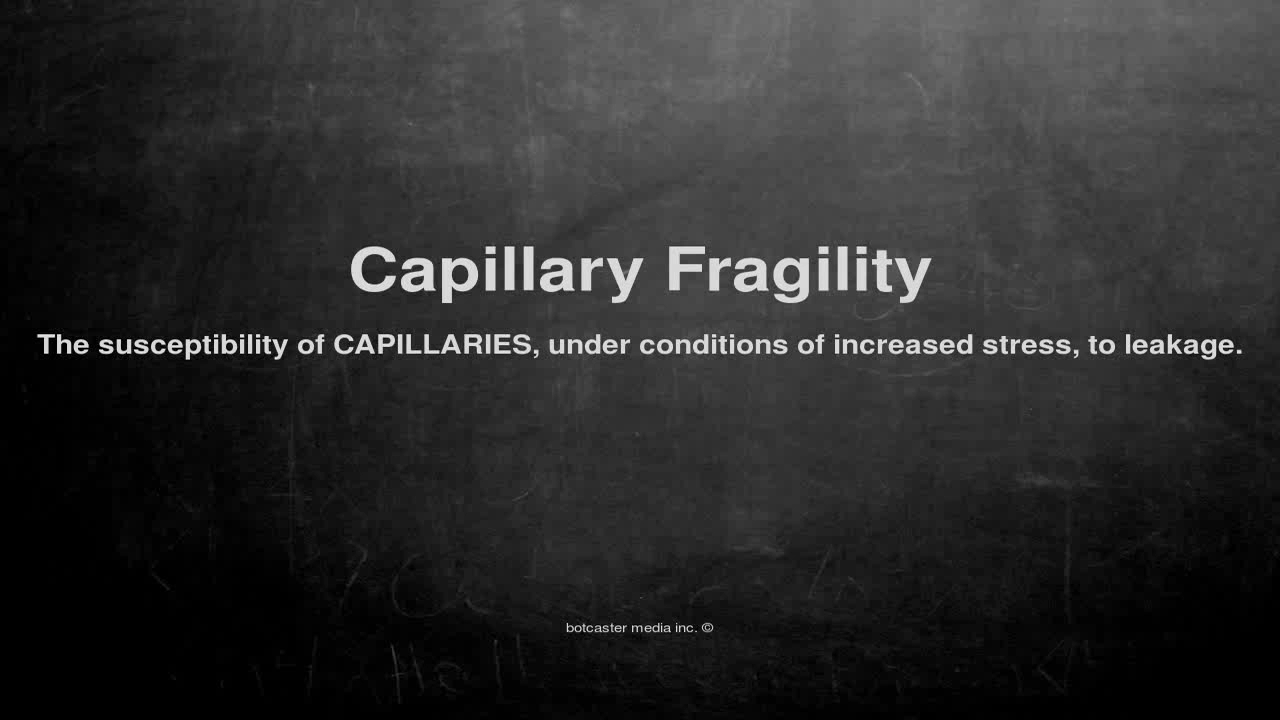 Capillary Fragility
The susceptibility of CAPILLARIES, under conditions of increased stress, to leakage.
botcaster media inc. ©